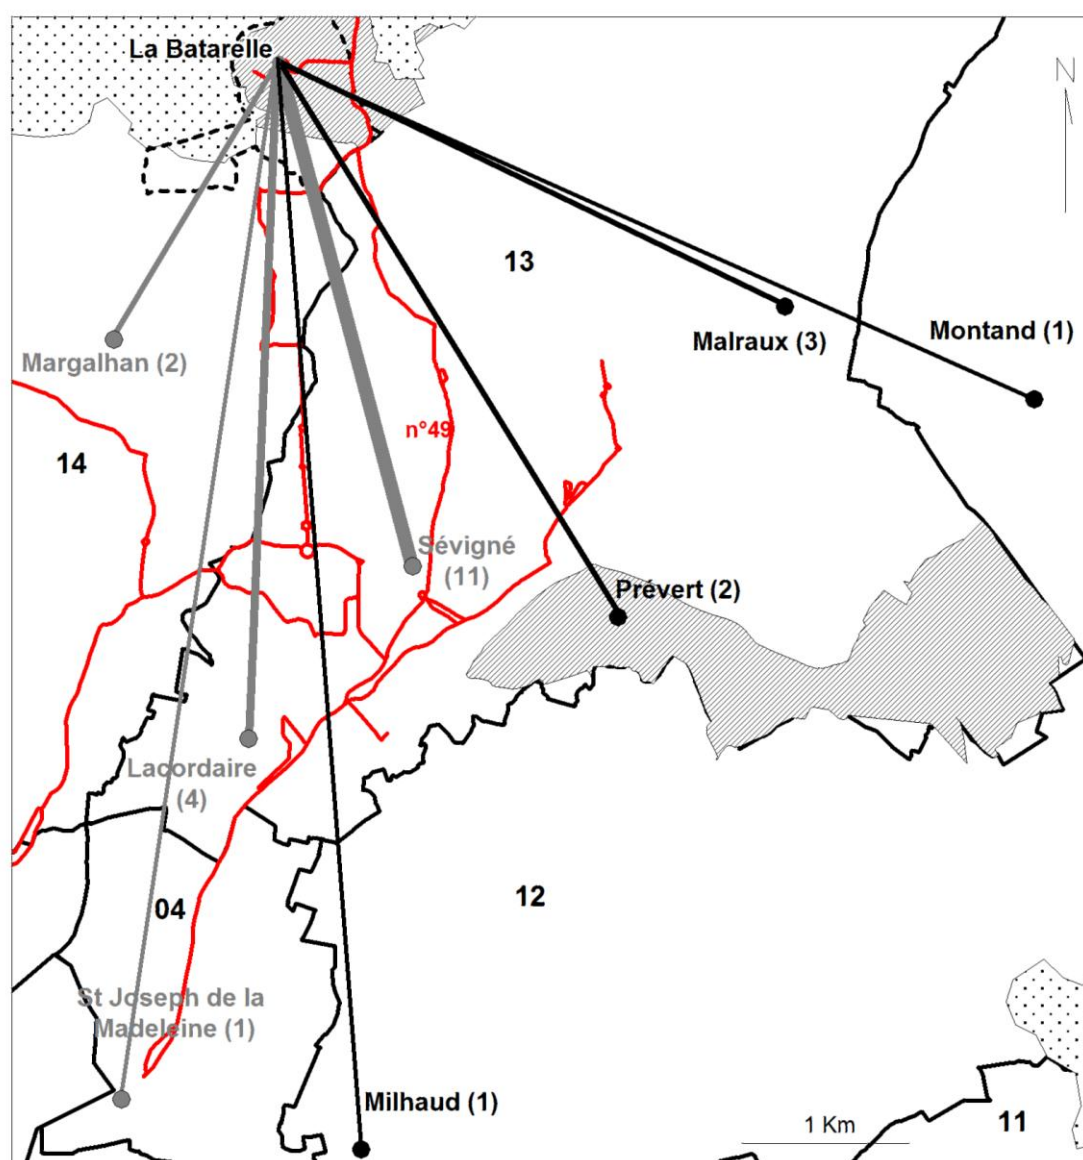 La Batarelle
N
13
Malraux (3)
Montand (1)
Margalhan (2)
n°49
14
Sévigné
(11)
Prévert (2)
Lacordaire
(4)
04
12
St Joseph de la
Madeleine (1)
Milhaud (1)
1 Km
11